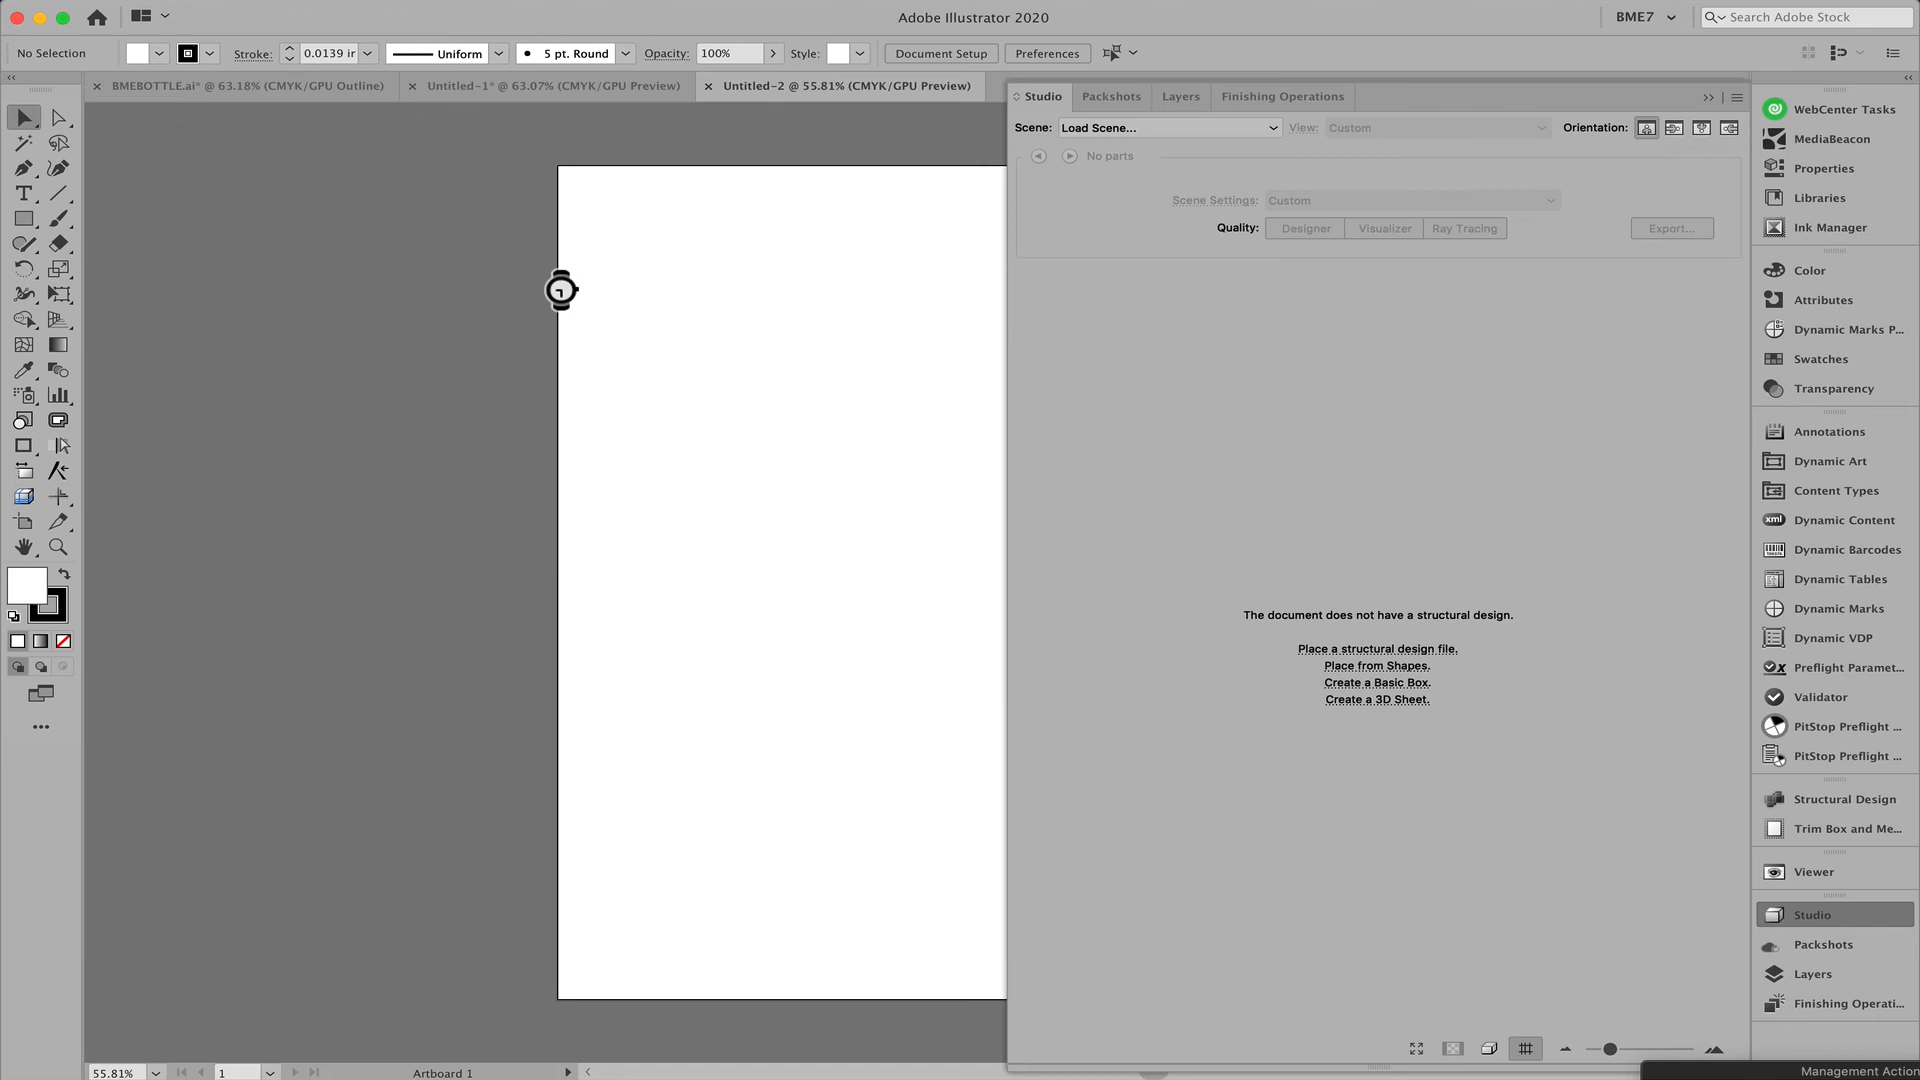 Adobe Illustrator 2020
BME7
Search Adobe Stock
No Selection
Stroke:
0.0139 ir
Uniform
5 pt. Round
Opacity:
100%
Style:
Document Setup
Preferences
BMEBOTTLE.ai* @ 63.18% (CMYK/GPU Outline)
Untitled-1* @ 63.07% (CMYK/GPU Preview)
Untitled-2 @ 55.81% (CMYK/GPU Preview)
Studio
Packshots
Layers
Finishing Operations
Scene:
Load Scene...
View:
Custom
Orientation:
No parts
Scene Settings:
Custom
Quality:
Designer
Visualizer
Ray Tracing
Export...
The document does not have a structural design.
Place a structural design file.
Place from Shapes.
Create a Basic Box.
Create a 3D Sheet.
WebCenter Tasks
MediaBeacon
Properties
Libraries
Ink Manager
Color
Attributes
Dynamic Marks P...
Swatches
Transparency
Annotations
Dynamic Art
Content Types
xml
Dynamic Content
Dynamic Barcodes
Dynamic Tables
Dynamic Marks
Dynamic VDP
Preflight Paramet...
Validator
PitStop Preflight ...
PitStop Preflight ...
Structural Design
Trim Box and Me...
Viewer
Studio
Packshots
Layers
Finishing Operati...
55.81%
1
Artboard 1
Management Action